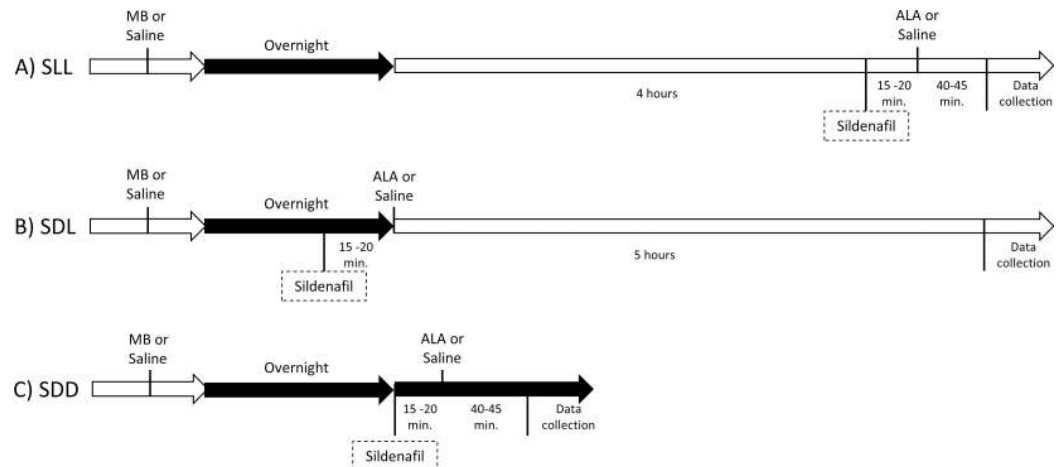 MB or
Saline
Overnight
ALA or
Saline
A) SLL
4 hours
15 -20
min.
40-45
min.
Data
collection
Sildenafil
MB or
Saline
Overnight
ALA or
Saline
B) SDL
15 -20
min.
5 hours
Data
collection
Sildenafil
MB or
Saline
Overnight
ALA or
Saline
C) SDD
15 -20
min.
40-45
min.
Data
collection
Sildenafil